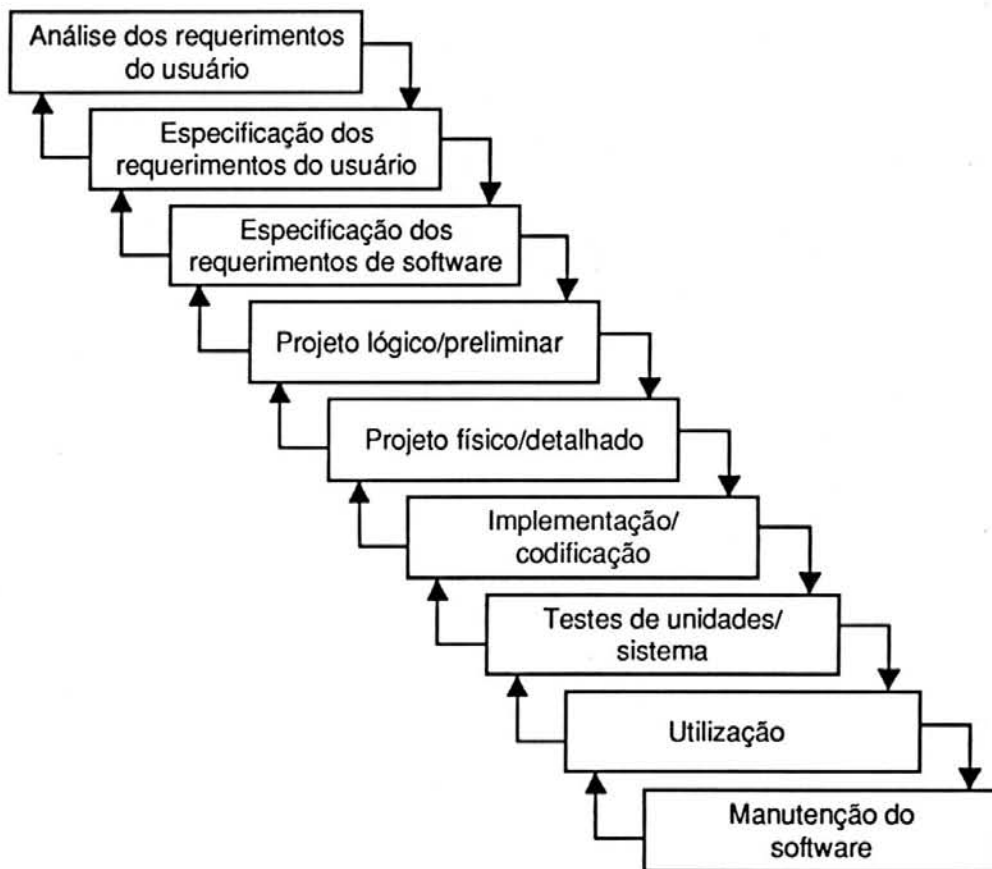 Análise dos requerimentos
do usuário
Especificação dos
requerimentos do usuário
Especificação dos
requerimentos de software
Projeto lógico/preliminar
Projeto físico/detalhado
Implementação/
codificação
Testes de unidades/
sistema
Utilização
Manutenção do
software